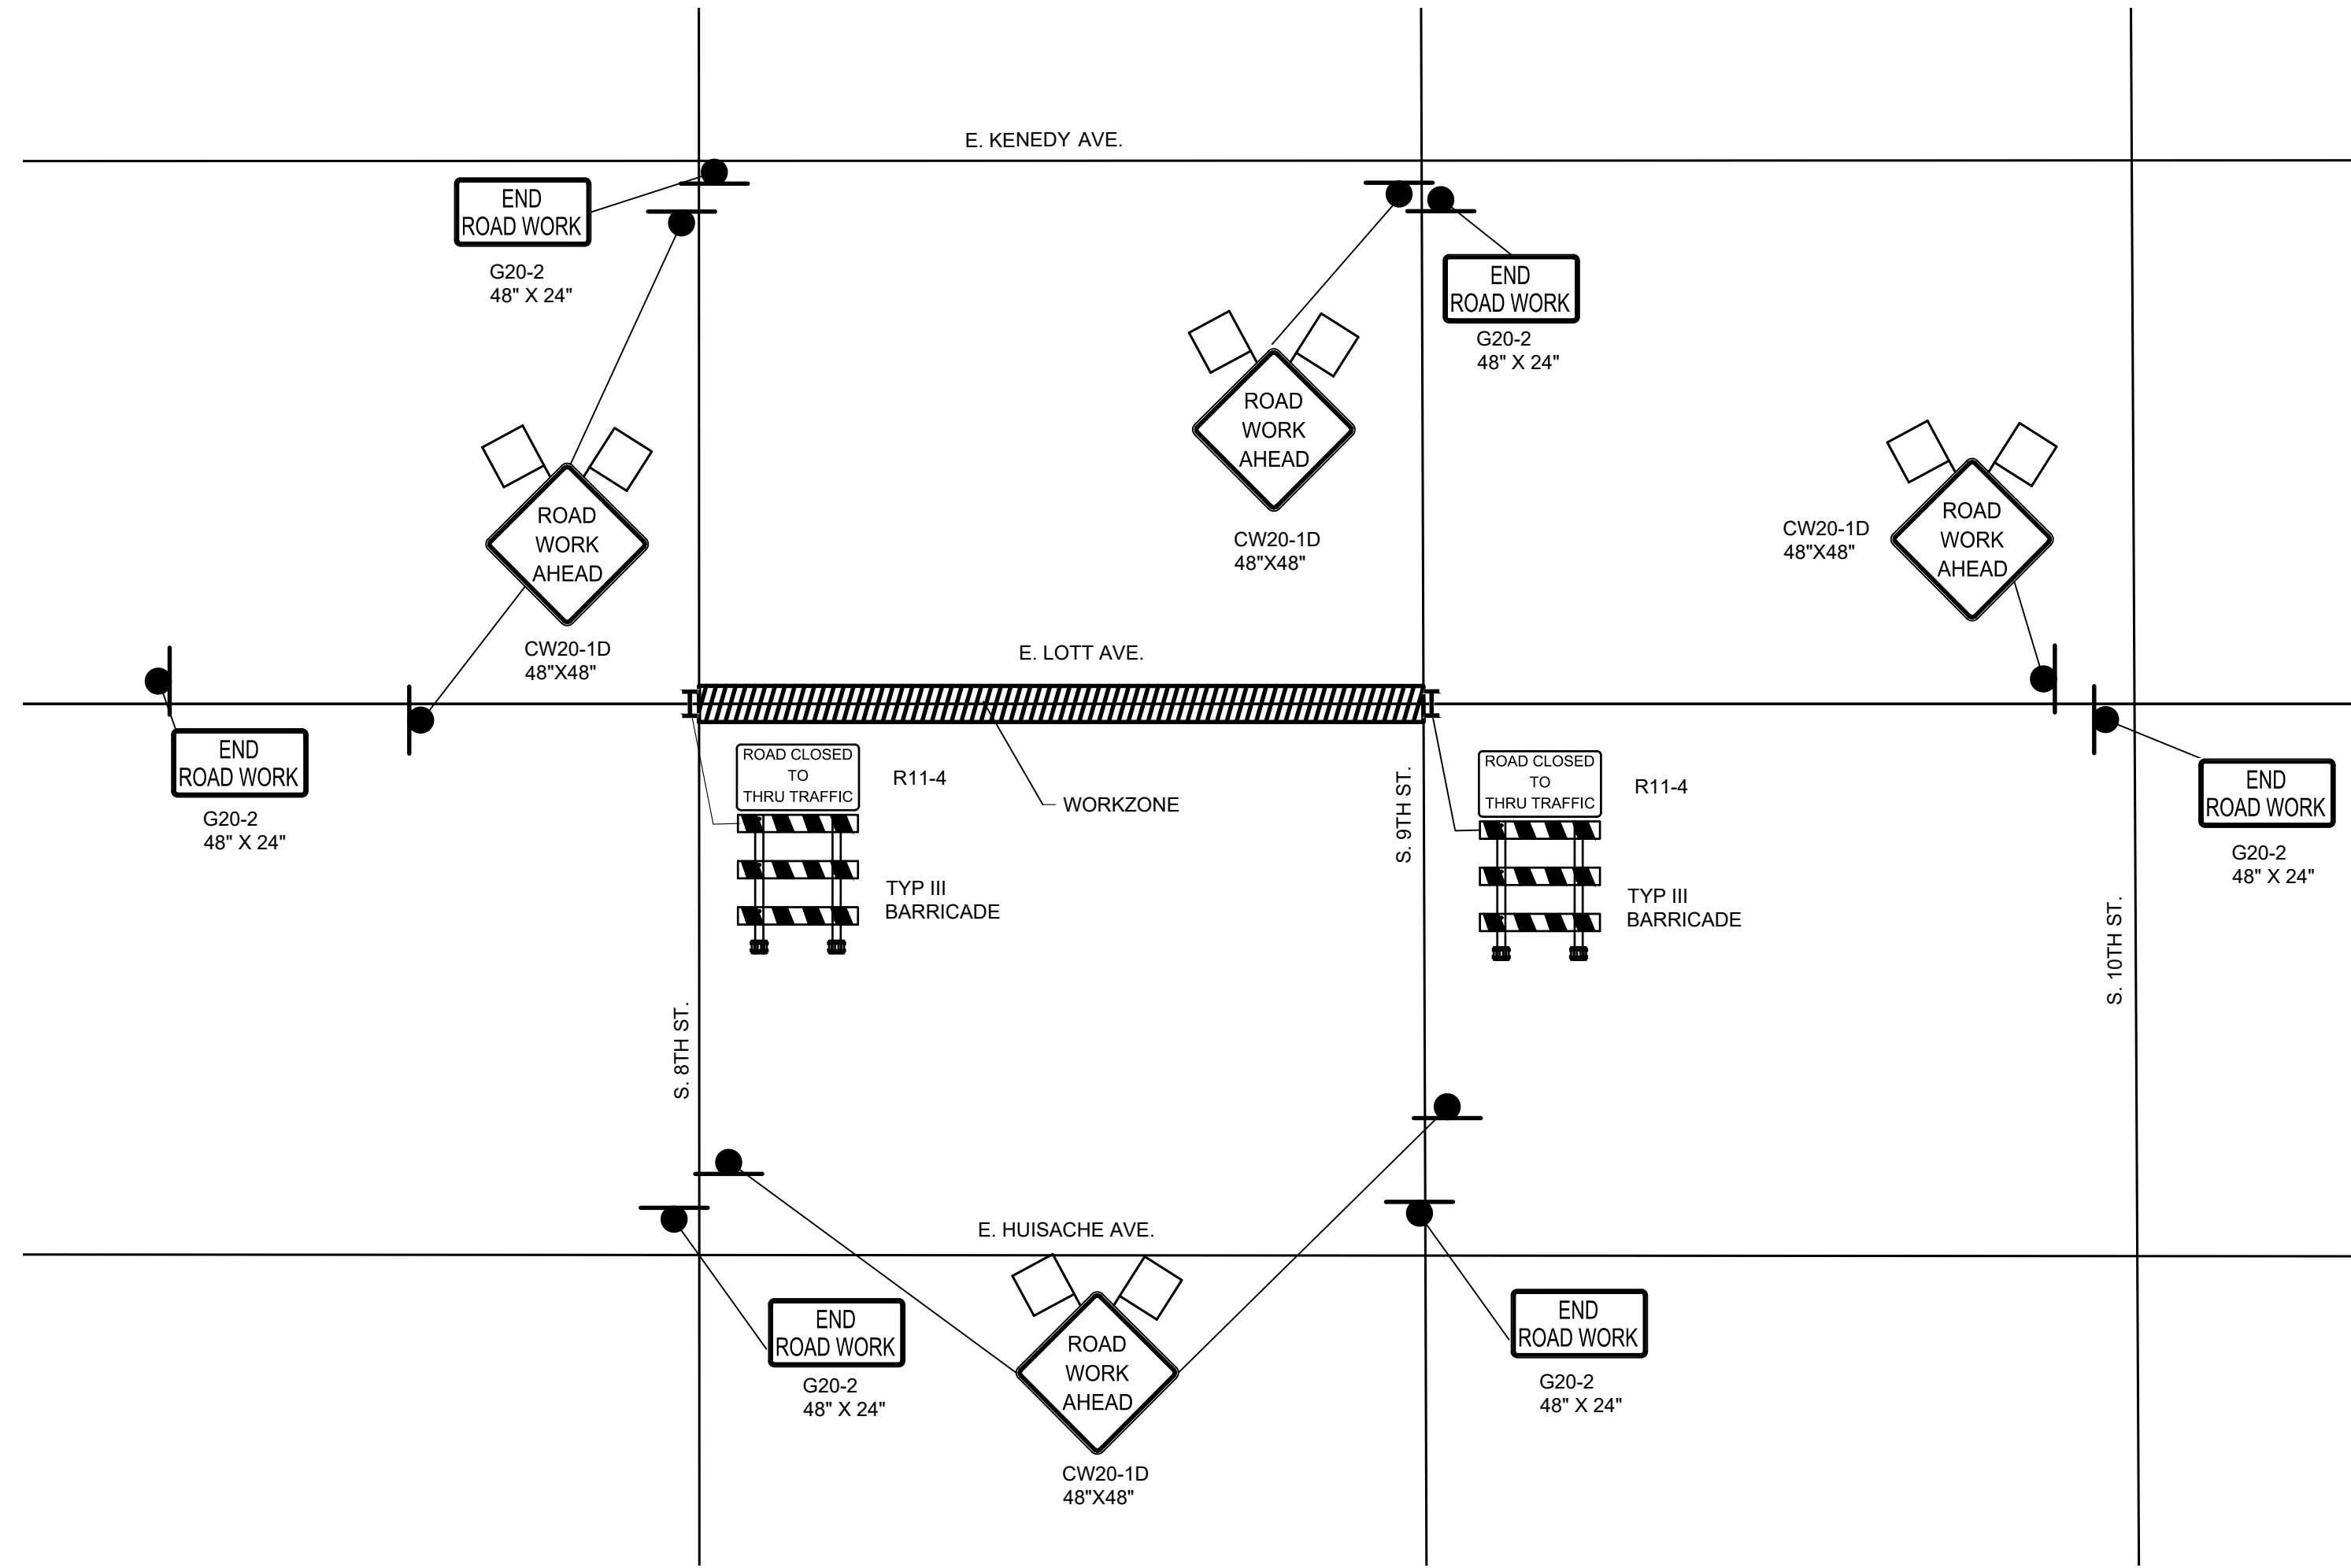 E. KENEDY AVE.
END
ROAD WORK
G20-2
48" X 24"
END
ROAD WORK
G20-2
48" X 24"
ROAD
WORK
AHEAD
CW20-1D
48"X48"
ROAD
WORK
AHEAD
CW20-1D
48"X48"
CW20-1D
48"X48"
ROAD
WORK
AHEAD
E. LOTT AVE.
END
ROAD WORK
G20-2
48" X 24"
ROAD CLOSED
TO
THRU TRAFFIC
R11-4
WORKZONE
TYP III
BARRICADE
S. 9TH ST.
ROAD CLOSED
TO
THRU TRAFFIC
R11-4
TYP III
BARRICADE
END
ROAD WORK
G20-2
48" X 24"
S. 10TH ST.
S. 8TH ST.
E. HUISACHE AVE.
END
ROAD WORK
G20-2
48" X 24"
ROAD
WORK
AHEAD
CW20-1D
48"X48"
END
ROAD WORK
G20-2
48" X 24"